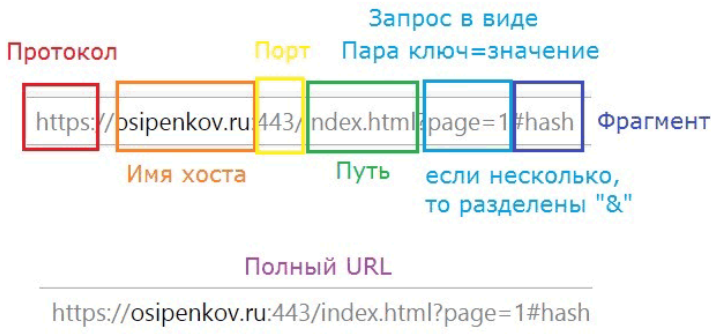 Запрос в виде
Протокол Порт Пара ключ=значение
https://osipenkov.ru:443/index.html?page=1#hash Фрагмент
Имя хоста Путь если несколько,
то разделены "&"
Полный URL
https://osipenkov.ru:443/index.html?page=1#hash